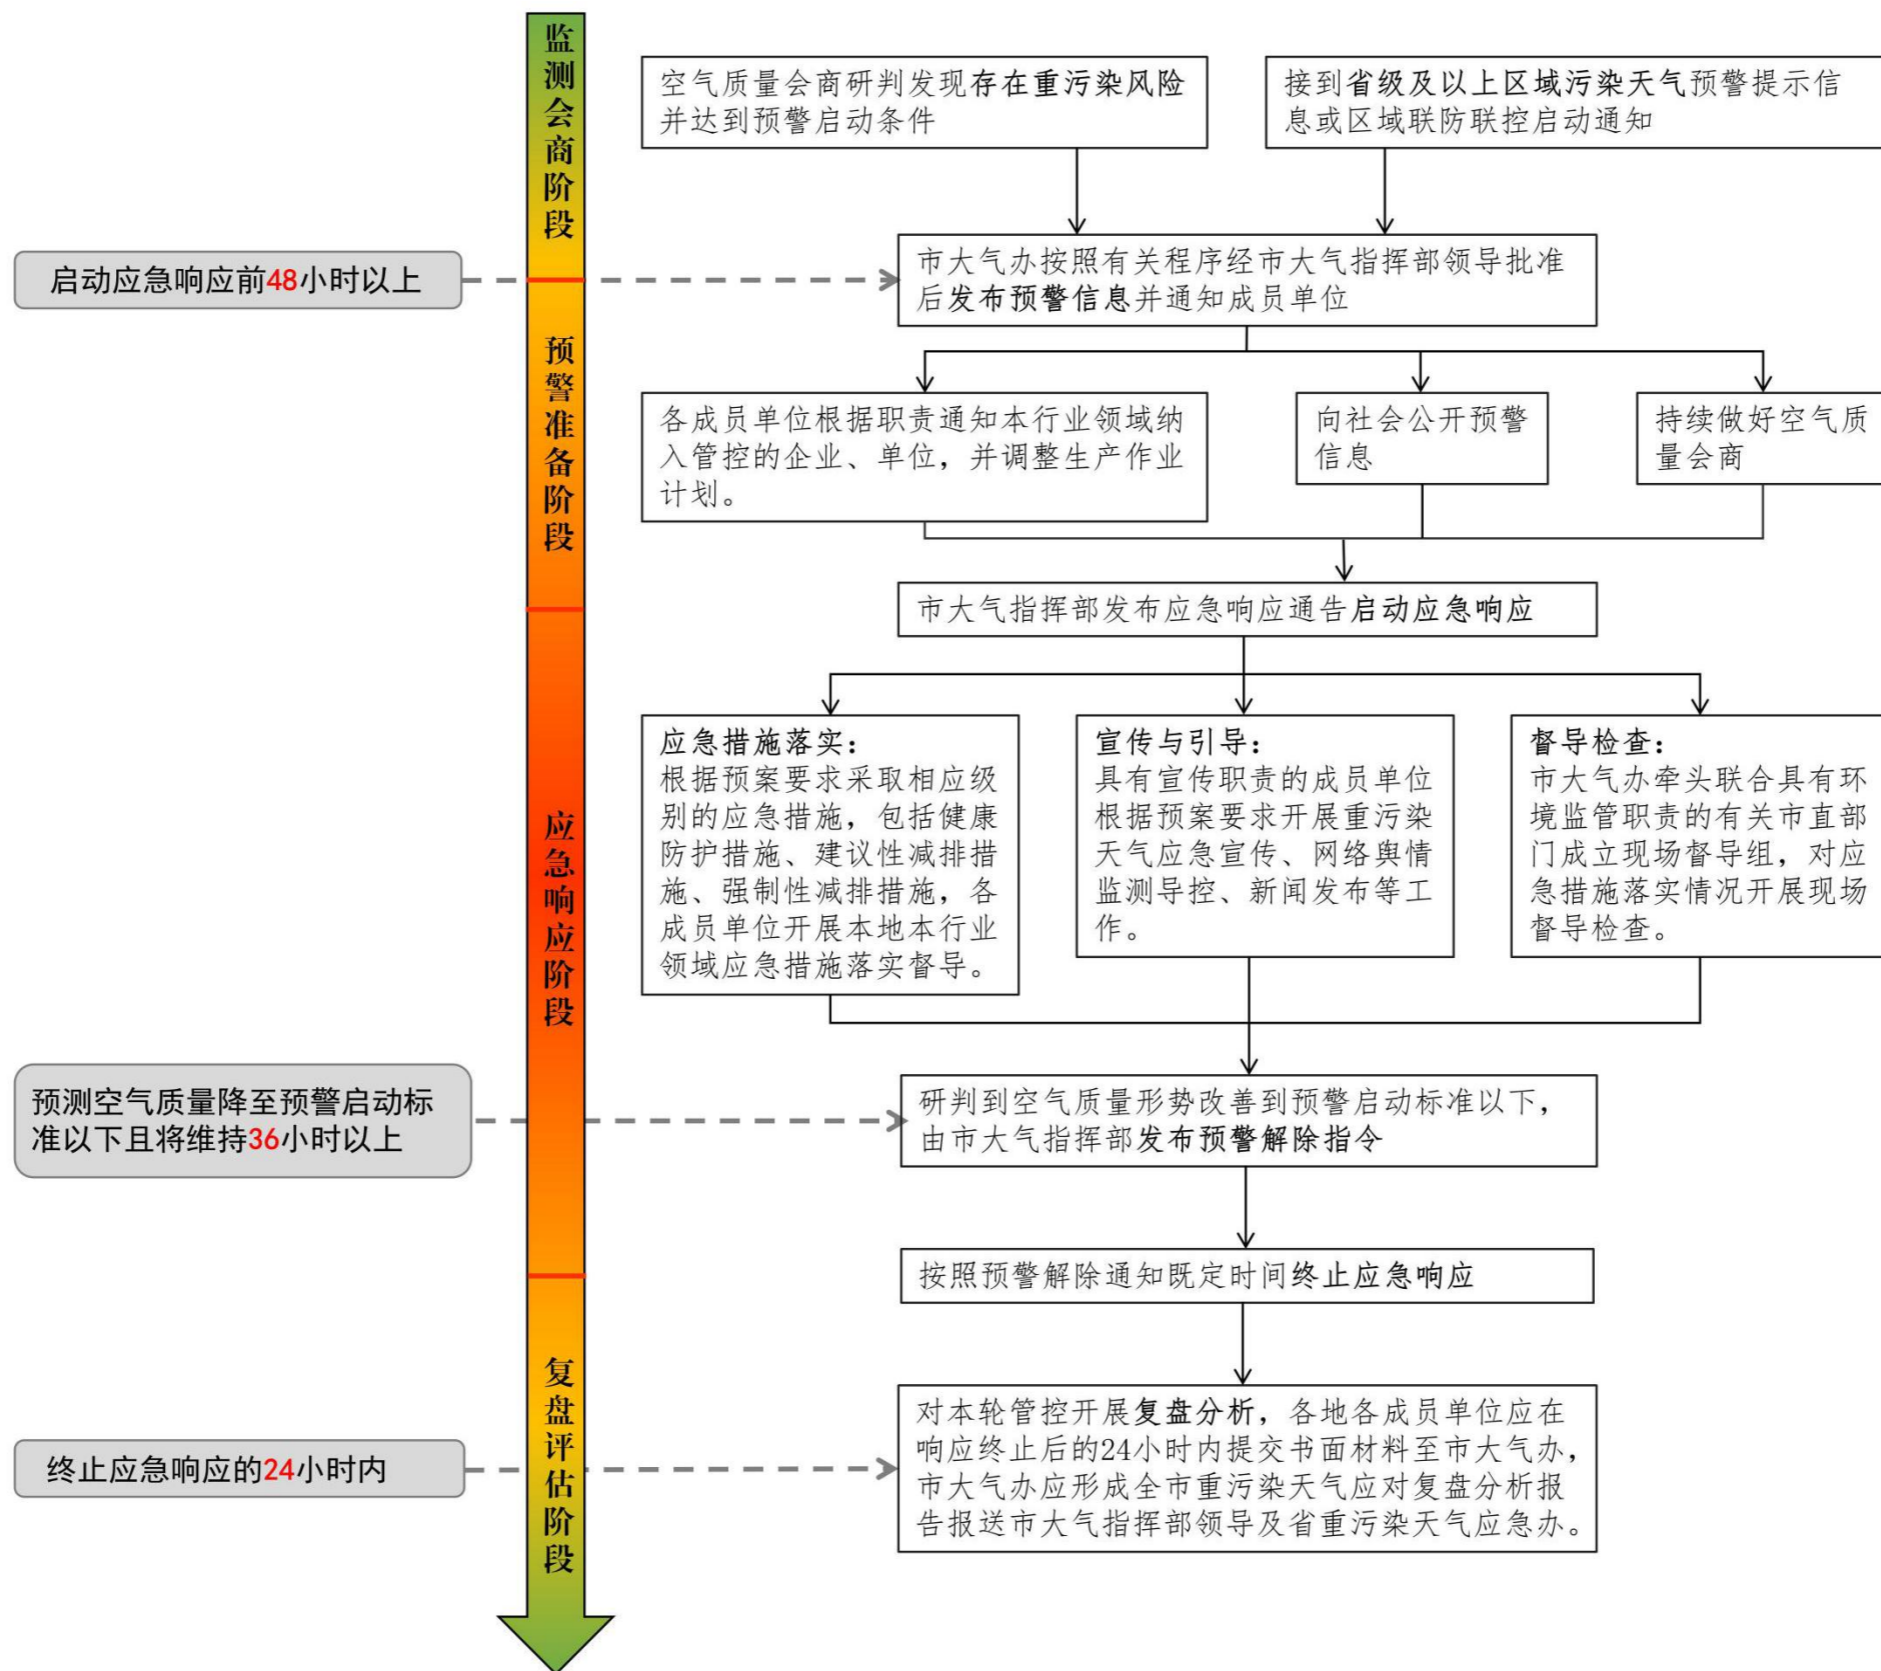 监测会商阶段
空气质量会商研判发现存在重污染风险
并达到预警启动条件
接到省级及以上区域污染天气预警提示信
息或区域联防联控启动通知
启动应急响应前48小时以上
市大气办按照有关程序经市大气指挥部领导批准
后发布预警信息并通知成员单位
预警准备阶段
各成员单位根据职责通知本行业领域纳
入管控的企业、单位，并调整生产作业
计划。
向社会公开预警
信息
持续做好空气质
量会商
市大气指挥部发布应急响应通告启动应急响应
应急响应阶段
应急措施落实：
根据预案要求采取相应级
别的应急措施，包括健康
防护措施、建议性减排措
施、强制性减排措施，各
成员单位开展本地本行业
领域应急措施落实督导。
宣传与引导：
具有宣传职责的成员单位
根据预案要求开展重污染
天气应急宣传、网络舆情
监测导控、新闻发布等工
作。
督导检查：
市大气办牵头联合具有环
境监管职责的有关市直部
门成立现场督导组，对应
急措施落实情况开展现场
督导检查。
预测空气质量降至预警启动标
准以下且将维持36小时以上
研判到空气质量形势改善到预警启动标准以下，
由市大气指挥部发布预警解除指令
按照预警解除通知既定时间终止应急响应
复盘评估阶段
终止应急响应的24小时内
对本轮管控开展复盘分析，各地各成员单位应在
响应终止后的24小时内提交书面材料至市大气办，
市大气办应形成全市重污染天气应对复盘分析报
告报送市大气指挥部领导及省重污染天气应急办。